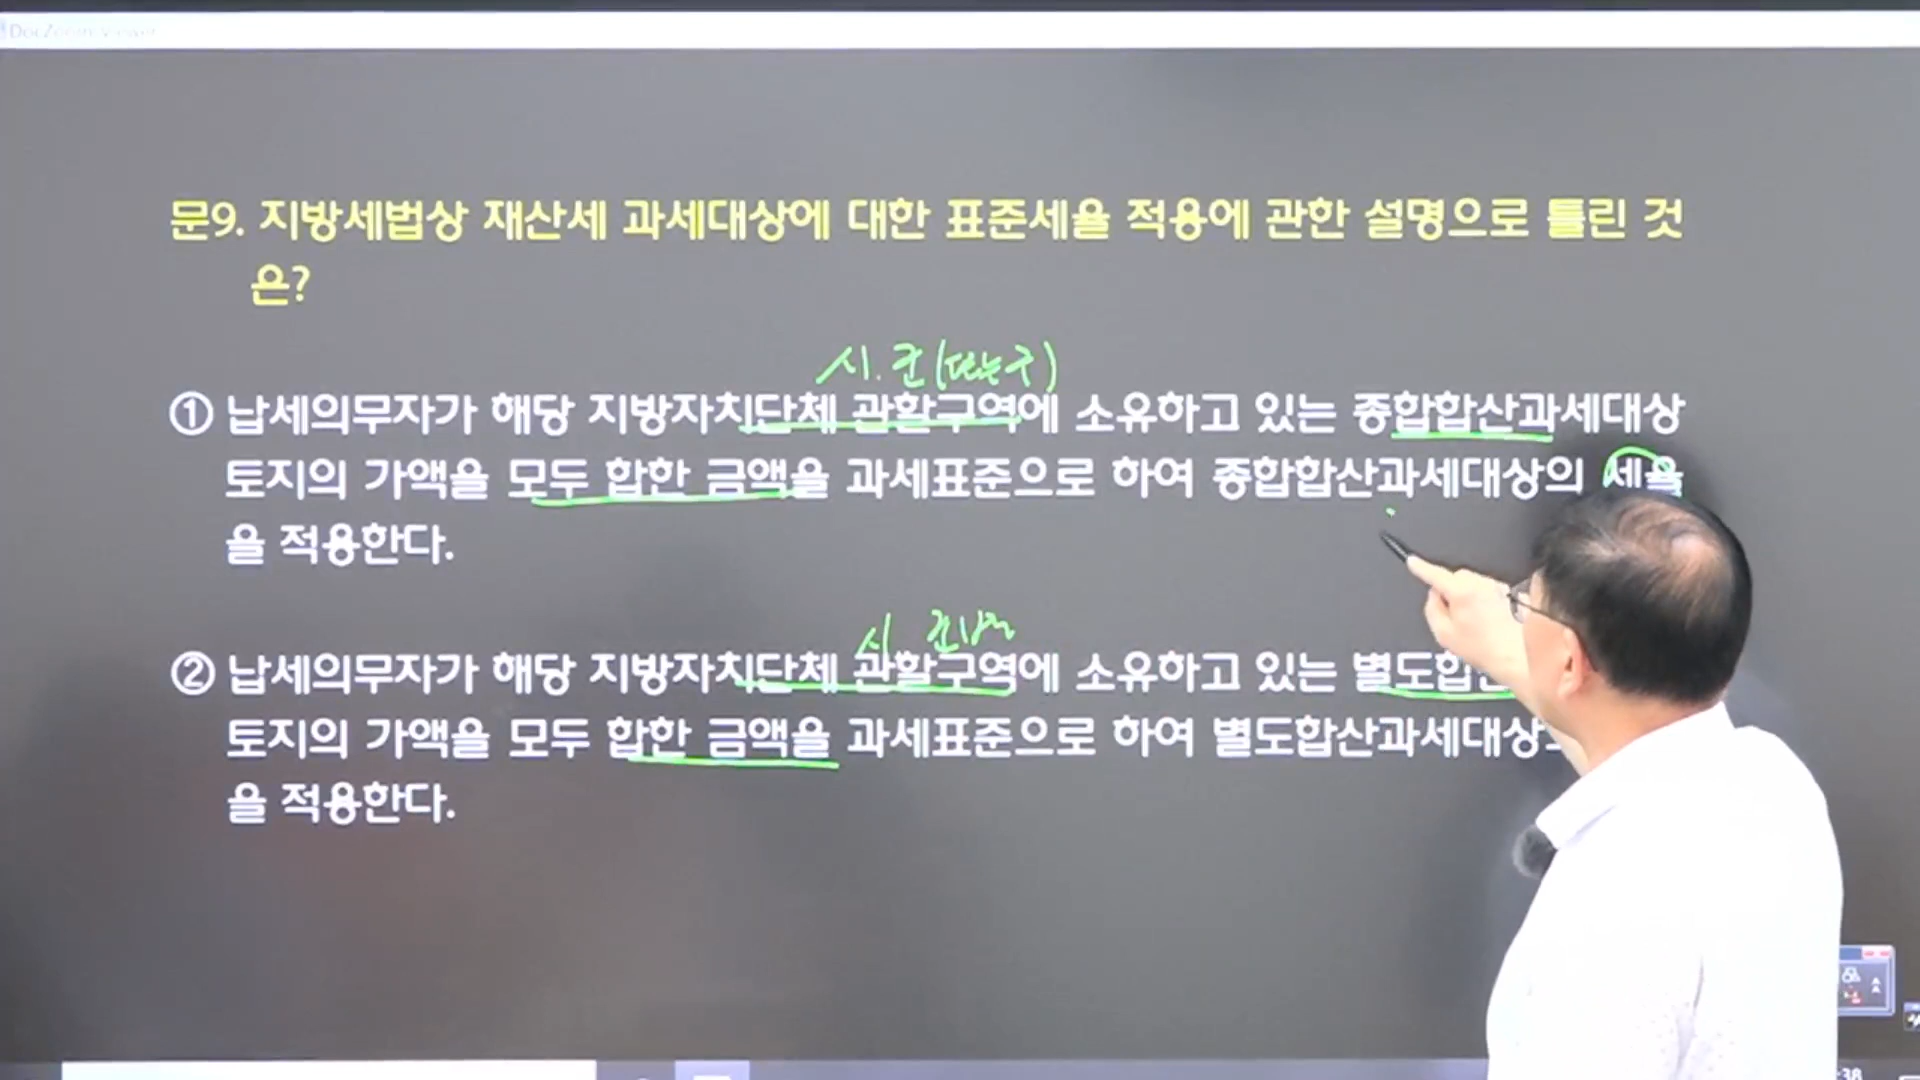 DocZoom Viewer
문9. 지방세법상 재산세 과세대상에 대한 표준세율 적용에 관한 설명으로 틀린 것
은?
시.군(또는 구)
① 납세의무자가 해당 지방자치단체 관할구역에 소유하고 있는 종합합산과세대상
토지의 가액을 모두 합한 금액을 과세표준으로 하여 종합합산과세대상의 세율
을 적용한다.
시.
② 납세의무자가 해당 지방자치단체 관할구역에 소유하고 있는 별도합산
토지의 가액을 모두 합한 금액을 과세표준으로 하여 별도합산과세대상
을 적용한다.
:38